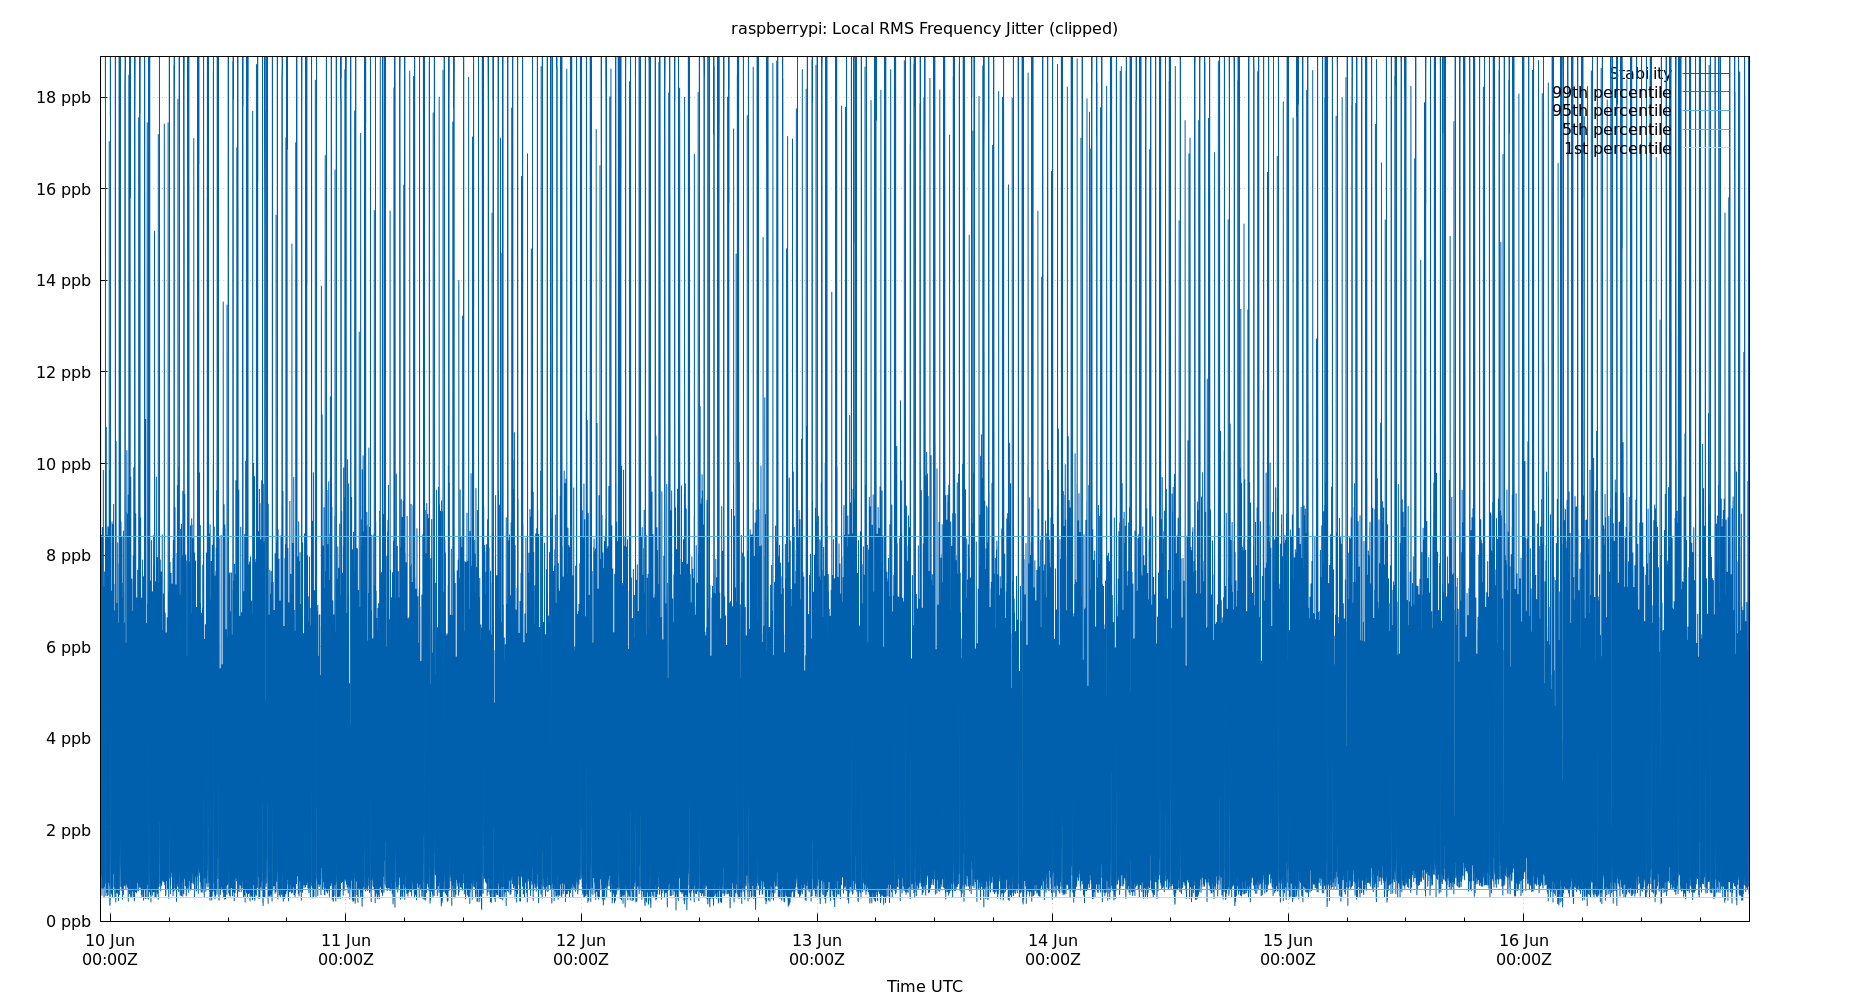 raspberrypi: Local RMS Frequency Jitter (clipped)
Stability
99th percentile
95th percentile
5th percentile
1st percentile
18 ppb
16 ppb
14 ppb
12 ppb
10 ppb
8 ppb
6 ppb
4 ppb
2 ppb
0 ppb
10 Jun 11 Jun 12 Jun 13 Jun 14 Jun 15 Jun 16 Jun
00:00Z 00:00Z 00:00Z 00:00Z 00:00Z 00:00Z 00:00Z
Time UTC